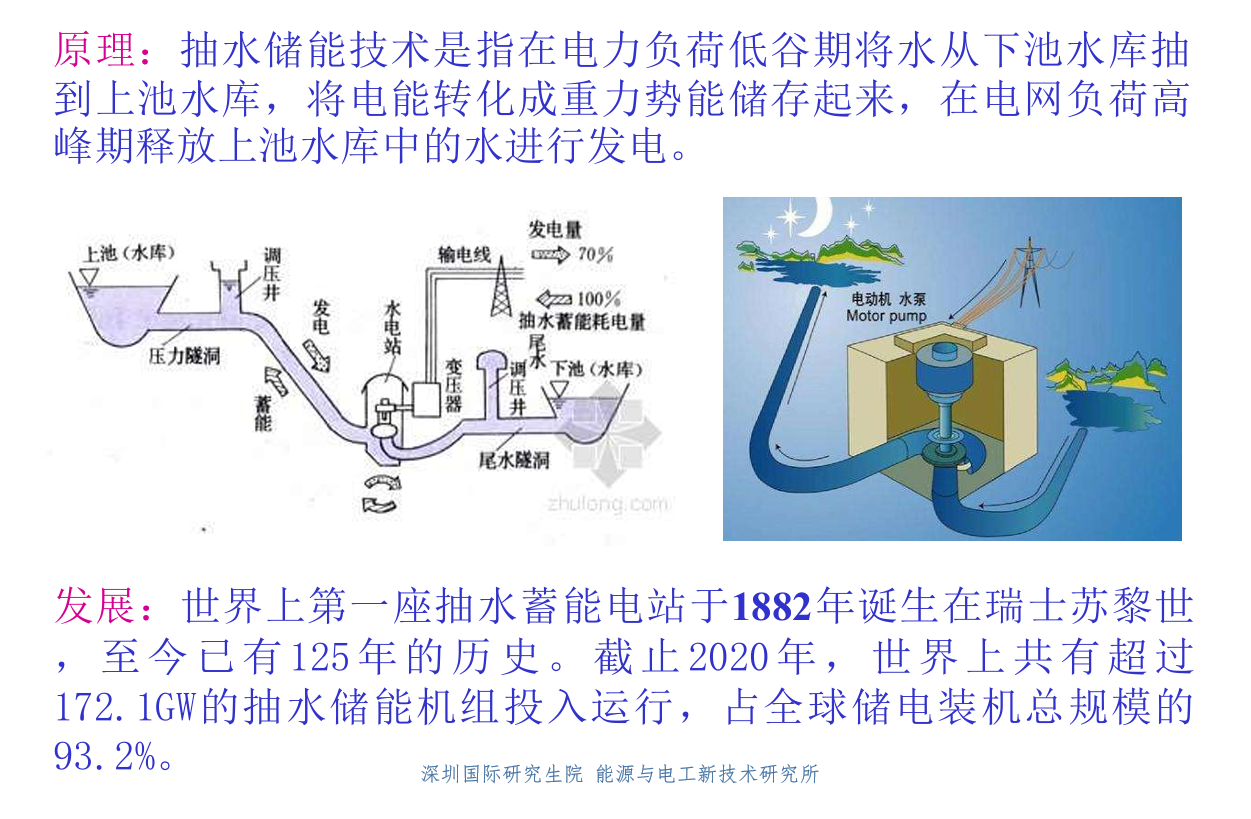 原理：抽水储能技术是指在电力负荷低谷期将水从下池水库抽
到上池水库，将电能转化成重力势能储存起来，在电网负荷高
峰期释放上池水库中的水进行发电。
上池（水库）
调压井
压力隧洞
发电
蓄能
水电站
输电线
发电量
70%
100%
抽水蓄能耗电量
变压器
尾水
调压井
下池（水库）
尾水隧洞
zhulong.com
电动机 水泵
Motor pump
发展：世界上第一座抽水蓄能电站于1882年诞生在瑞士苏黎世
，至今已有125年的历史。截止2020年，世界上共有超过
172.1GW的抽水储能机组投入运行，占全球储电装机总规模的
93.2%。
深圳国际研究生院 能源与电工新技术研究所